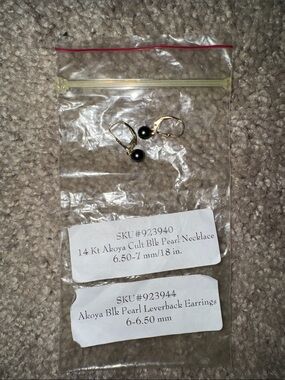 SKU#923940
14 Kt Akoya Cult Blk Pearl Necklace
6.50-7 mm/18 in.
SKU#923944
Akoya Blk Pearl Leverback Earrings
6-6.50 mm